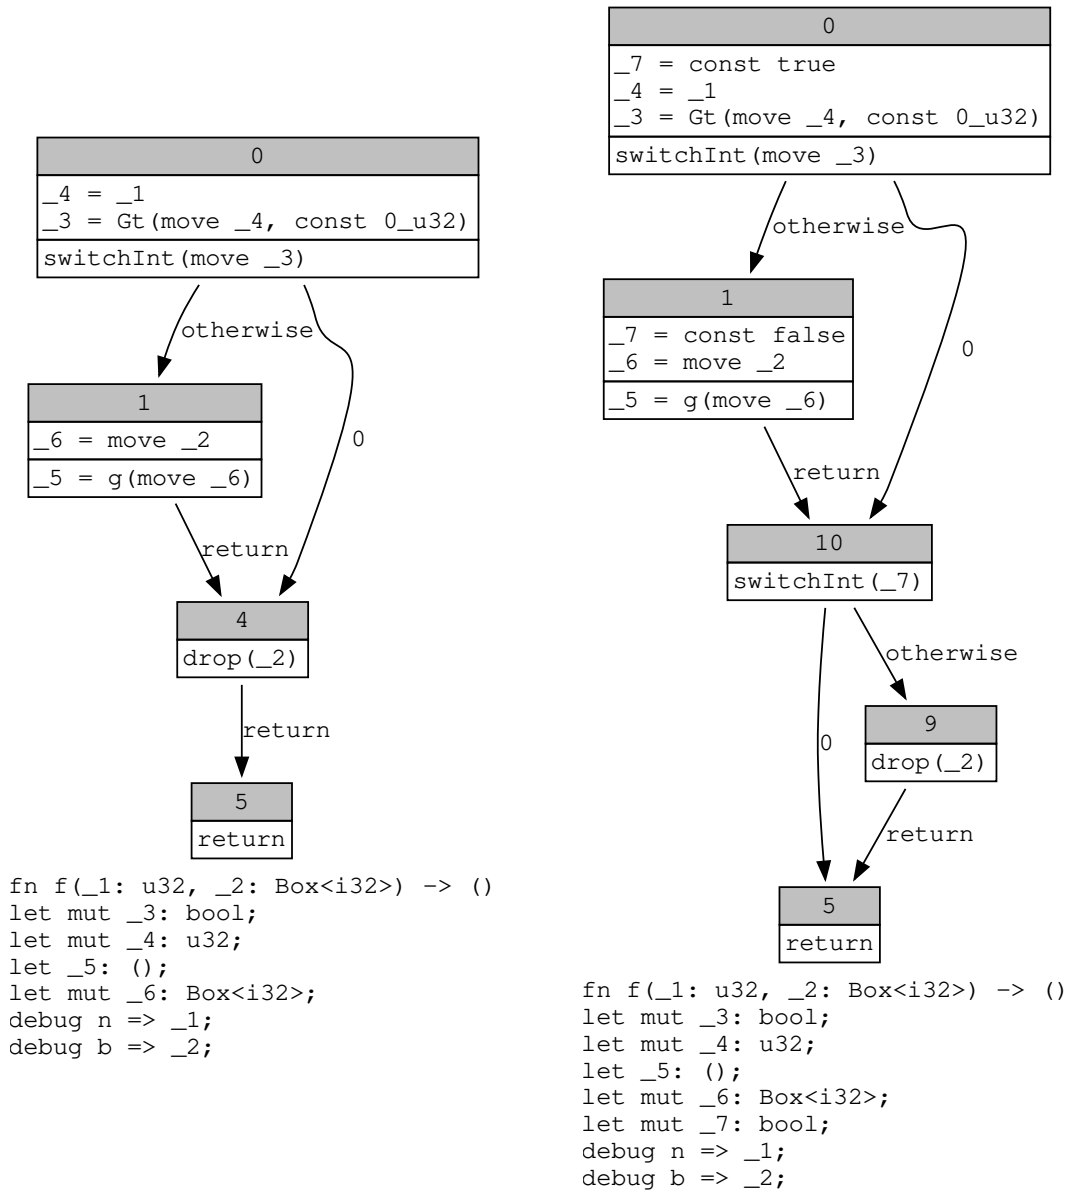 0
_4 = _1
_3 = Gt(move _4, const 0_u32)
switchInt(move _3)
otherwise
0
1
_6 = move _2
_5 = g(move _6)
return
4
drop(_2)
return
5
return
fn f(_1: u32, _2: Box<i32>) −> ()
let mut _3: bool;
let mut _4: u32;
let _5: ();
let mut _6: Box<i32>;
debug n => _1;
debug b => _2;
0
_7 = const true
_4 = _1
_3 = Gt(move _4, const 0_u32)
switchInt(move _3)
otherwise
0
1
_7 = const false
_6 = move _2
_5 = g(move _6)
return
10
switchInt(_7)
otherwise
0
9
drop(_2)
return
5
return
fn f(_1: u32, _2: Box<i32>) −> ()
let mut _3: bool;
let mut _4: u32;
let _5: ();
let mut _6: Box<i32>;
let mut _7: bool;
debug n => _1;
debug b => _2;